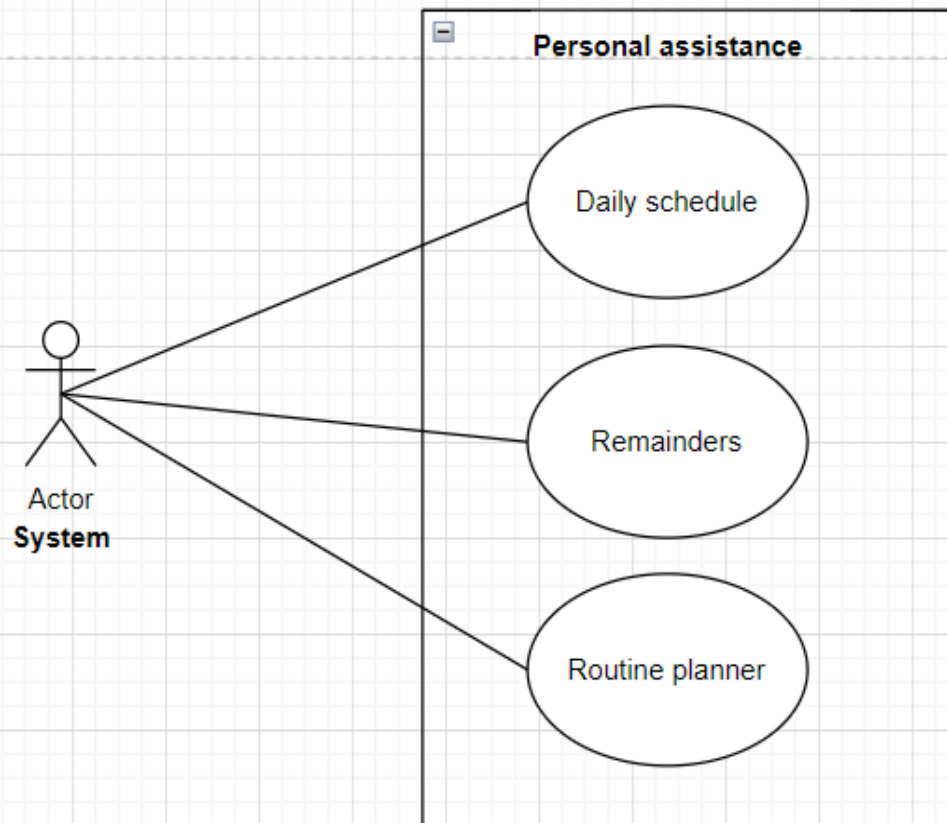 Personal assistance
Daily schedule
Remainders
Routine planner
Actor
System